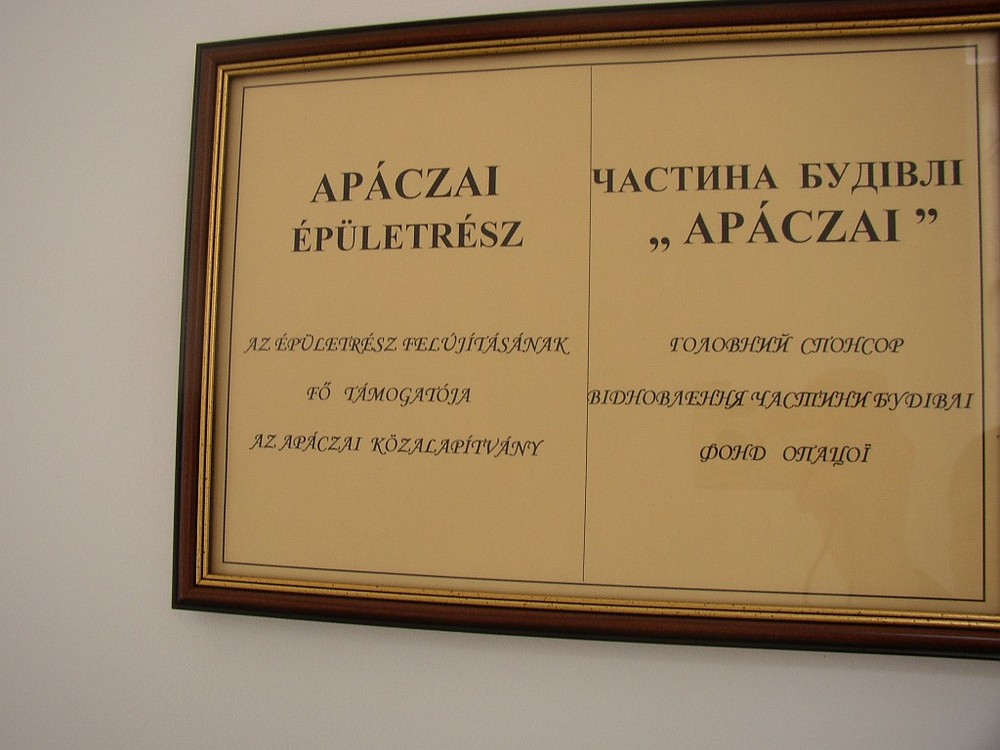 APÁCZAI
ÉPÜLETRÉSZ
AZ ÉPÜLETRÉSZ FELÚJÍTÁSÁNAK
FŐ TÁMOGATÓJA
AZ APÁCZAI KÖZALAPÍTVÁNY
ЧАСТИНА БУДІВЛІ
„ APÁCZAI ”
ГОЛОВНИЙ СПОНСОР
ВІДНОВЛЕННЯ ЧАСТИНИ БУДІВЛІ
ФОНД ОПАЦОЇ